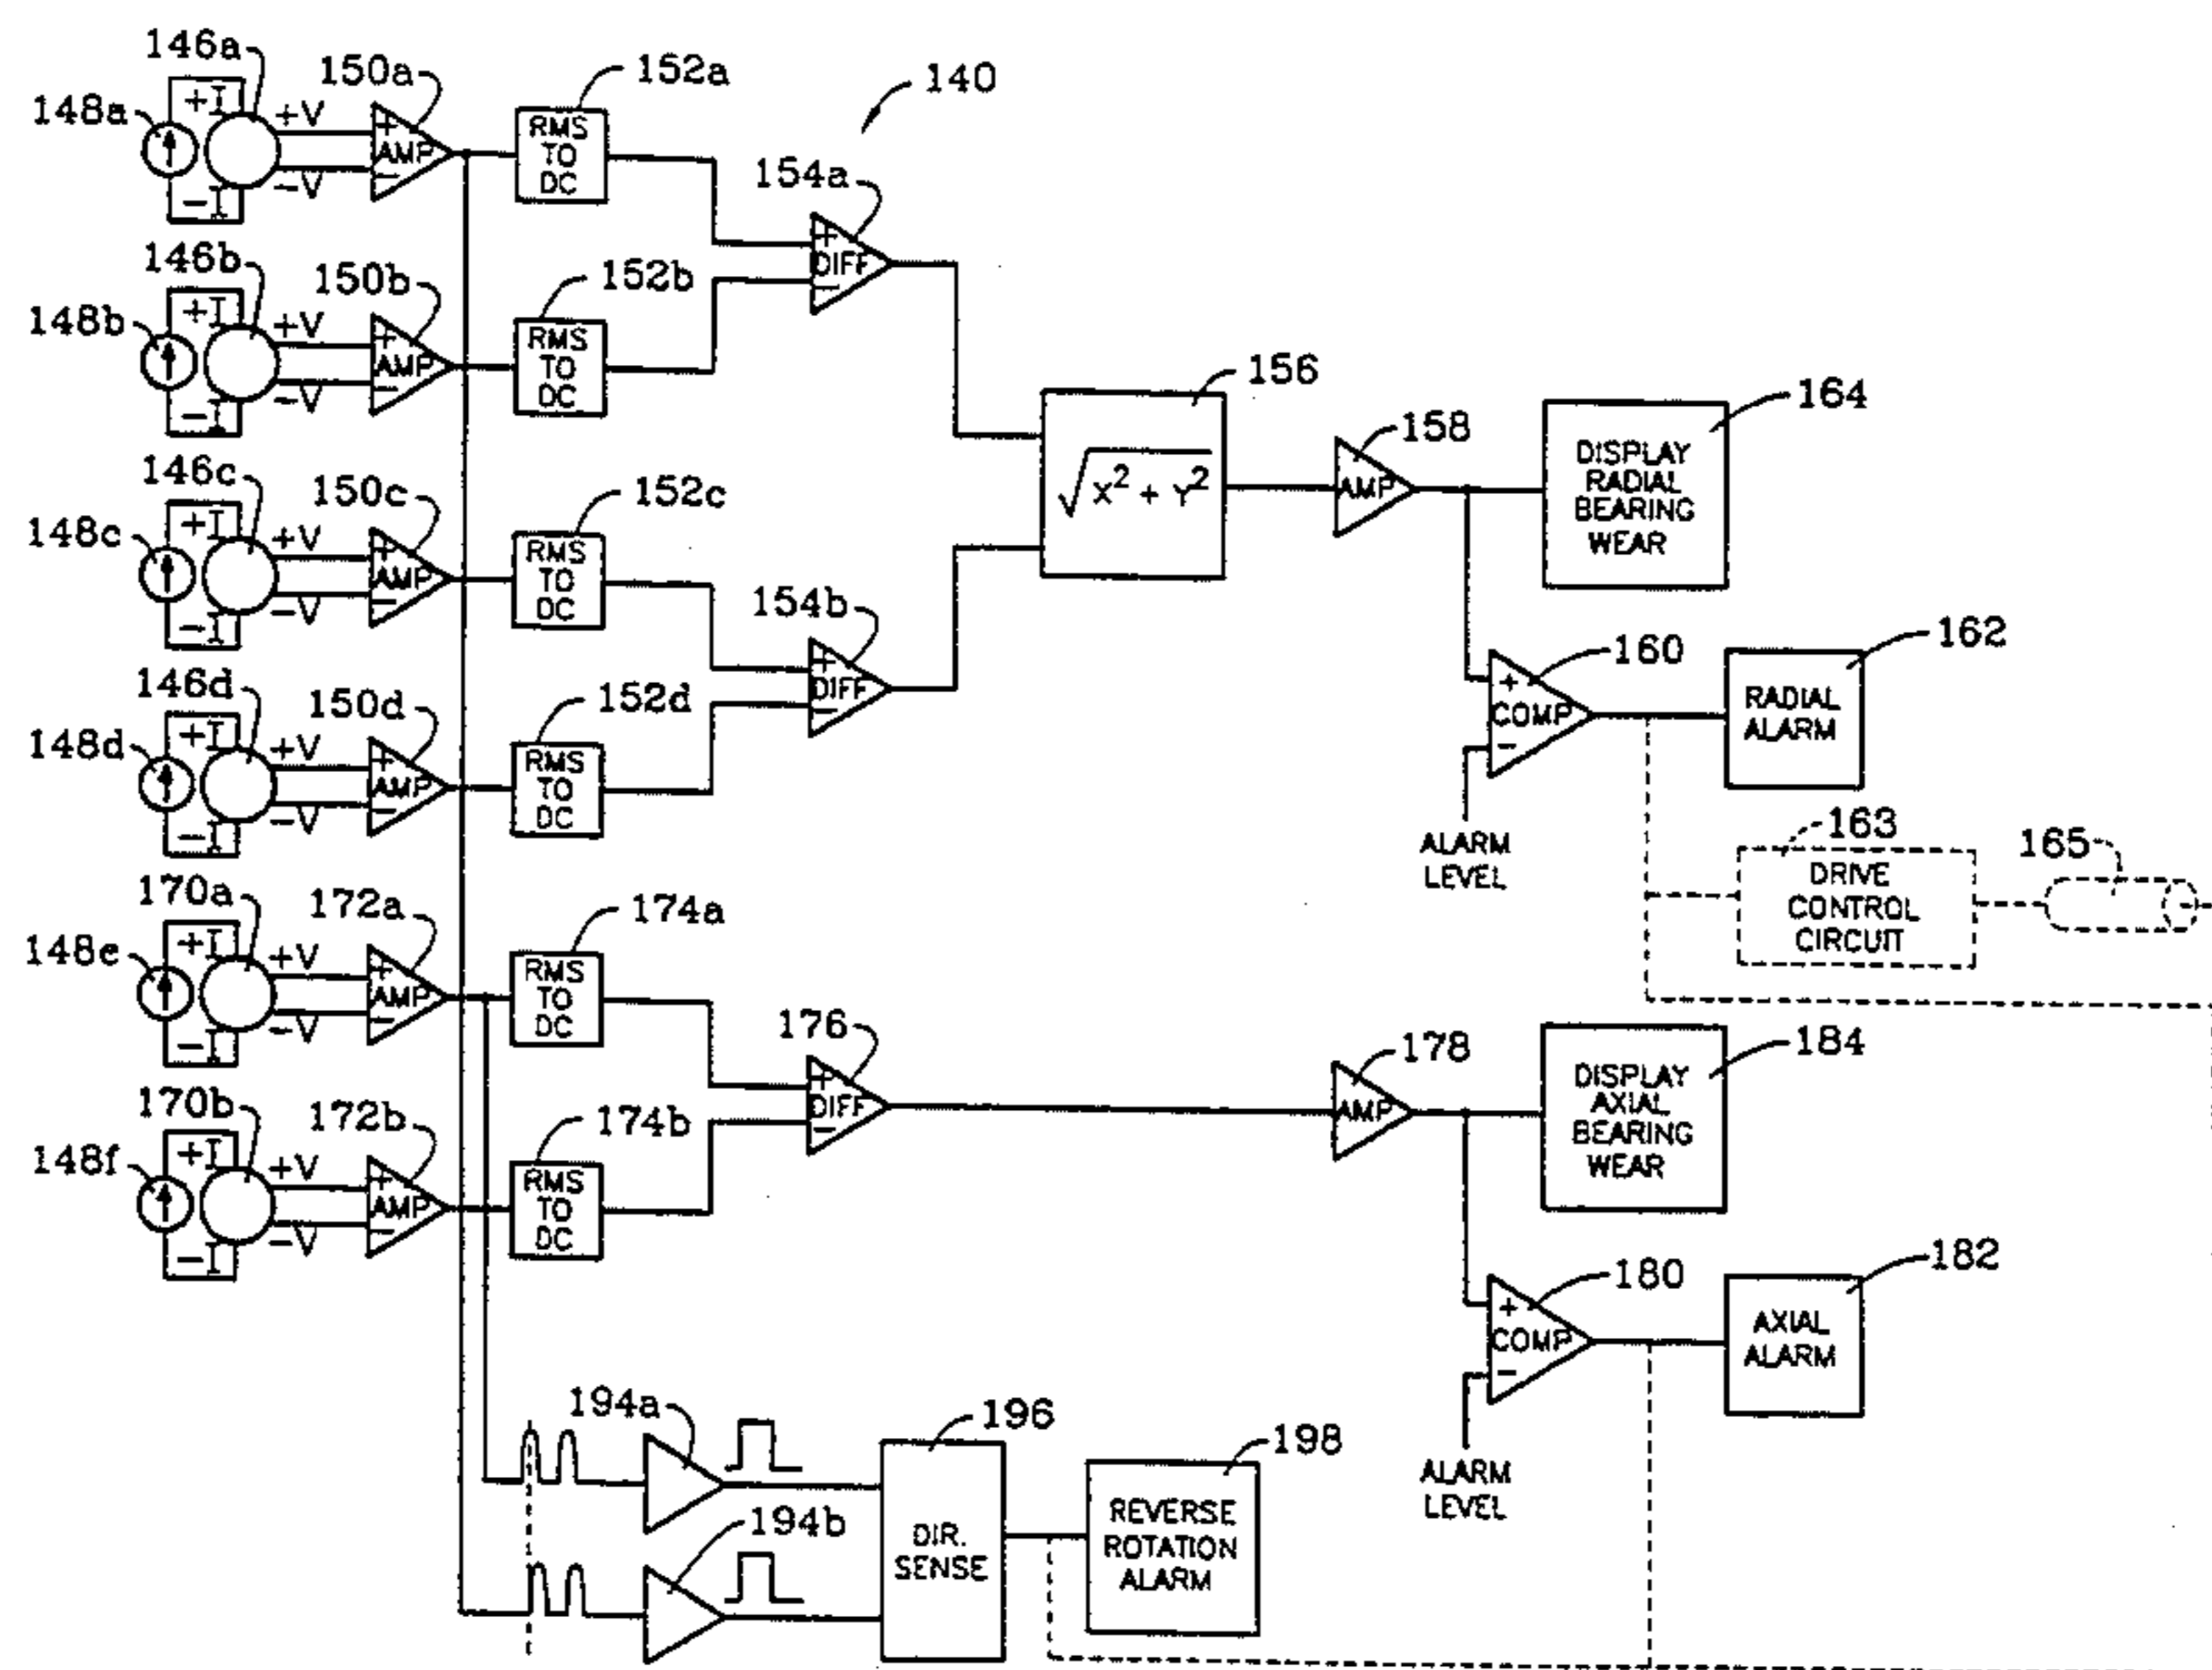 146a
150a
152a
140
148a
+I
+V
+
AMP
−
−V
−I
RMS
TO
DC
154a
+
DIFF
−
146b
150b
152b
148b
+I
+V
+
AMP
−
−V
−I
RMS
TO
DC
156
√X² + Y²
158
AMP
164
DISPLAY
RADIAL
BEARING
WEAR
146c
150c
152c
148c
+I
+V
+
AMP
−
−V
−I
RMS
TO
DC
154b
+
DIFF
−
160
+
COMP
−
ALARM
LEVEL
162
RADIAL
ALARM
146d
150d
152d
148d
+I
+V
+
AMP
−
−V
−I
RMS
TO
DC
163
DRIVE
CONTROL
CIRCUIT
165
170a
172a
174a
148e
+I
+V
+
AMP
−
−V
−I
RMS
TO
DC
176
+
DIFF
−
178
AMP
184
DISPLAY
AXIAL
BEARING
WEAR
170b
172b
174b
148f
+I
+V
+
AMP
−
−V
−I
RMS
TO
DC
180
+
COMP
−
ALARM
LEVEL
182
AXIAL
ALARM
194a
194b
196
DIR.
SENSE
198
REVERSE
ROTATION
ALARM